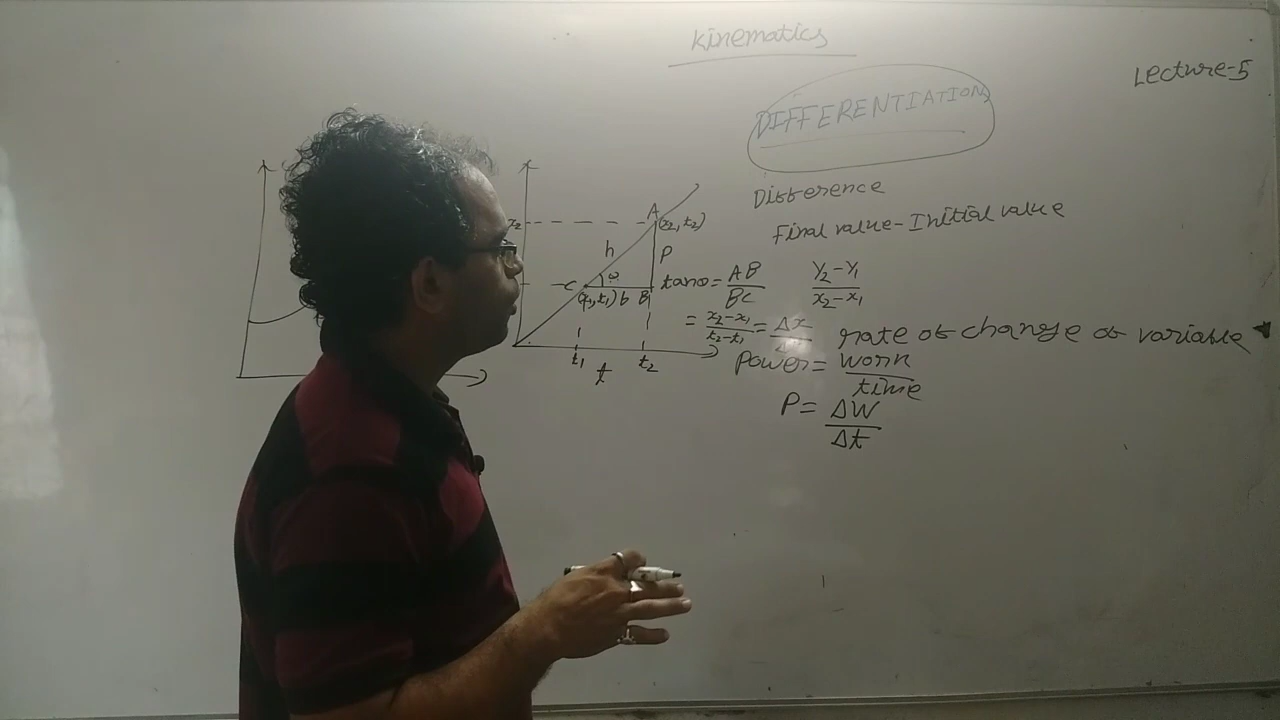 Kinematics
Lecture-5
DIFFERENTIATION
Difference
Final value-Initial value
x2
A
(x2, t2)
h
P
θ
C
(x1, t1) b B
tanθ = AB/BC
Y2-Y1/x2-x1
= x2-x1/t2-t1 = Δx/Δt
rate of change of variable
t1
t2
t
Power = work/time
P = ΔW/Δt